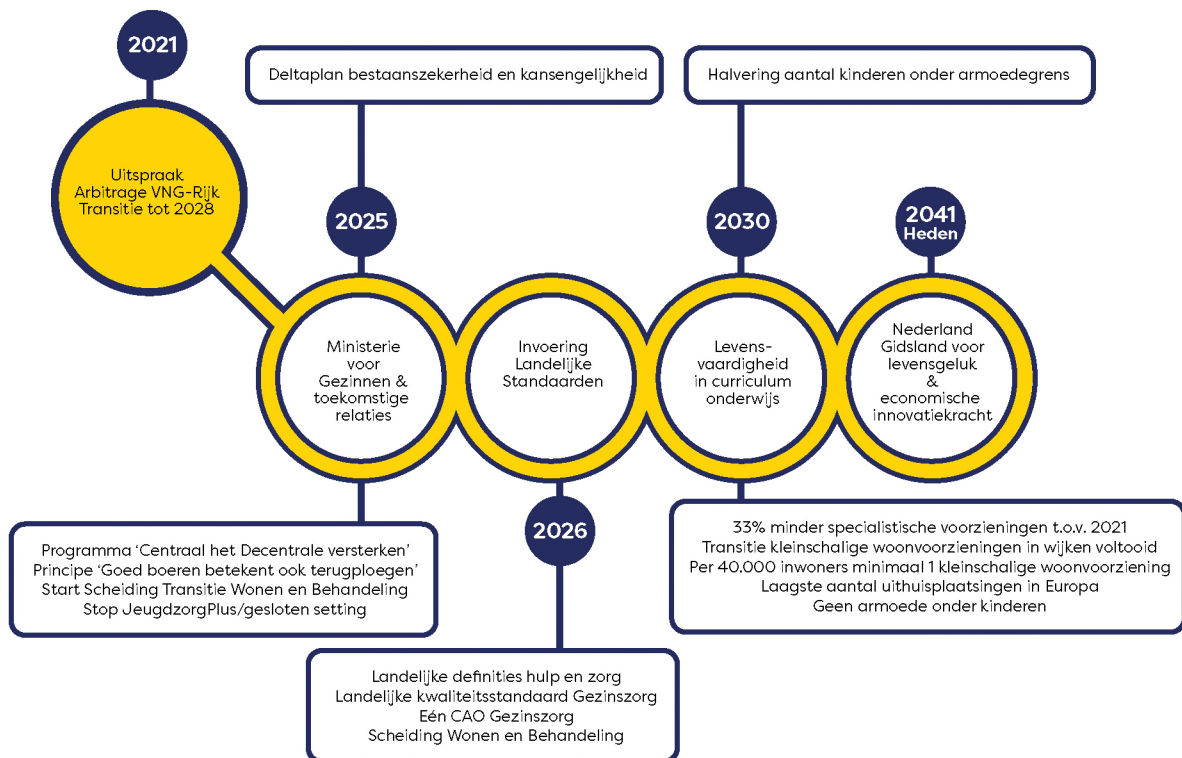 2021
Uitspraak
Arbitrage VNG-Rijk
Transitie tot 2028
Deltaplan bestaanszekerheid en kansengelijkheid
2025
Ministerie
voor
Gezinnen &
toekomstige
relaties
Programma ‘Centraal het Decentrale versterken’
Principe ‘Goed boeren betekent ook terugploegen’
Start Scheiding Transitie Wonen en Behandeling
Stop JeugdzorgPlus/gesloten setting
Invoering
Landelijke
Standaarden
2026
Landelijke definities hulp en zorg
Landelijke kwaliteitsstandaard Gezinszorg
Eén CAO Gezinszorg
Scheiding Wonen en Behandeling
Halvering aantal kinderen onder armoedegrens
2030
Levens-
vaardigheid
in curriculum
onderwijs
33% minder specialistische voorzieningen t.o.v. 2021
Transitie kleinschalige woonvoorzieningen in wijken voltooid
Per 40.000 inwoners minimaal 1 kleinschalige woonvoorziening
Laagste aantal uithuisplaatsingen in Europa
Geen armoede onder kinderen
2041
Heden
Nederland
Gidsland voor
levensgeluk
&
economische
innovatiekracht